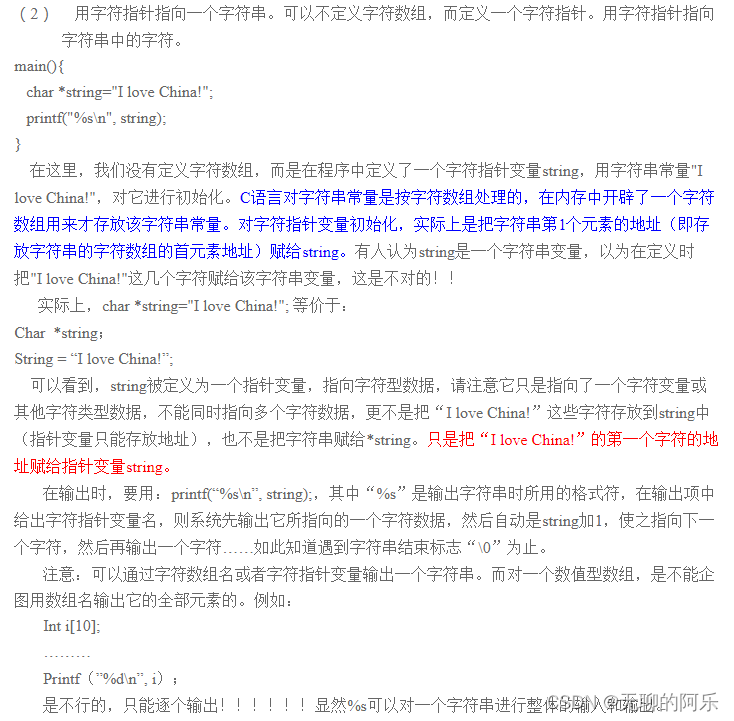 （2） 用字符指针指向一个字符串。可以不定义字符数组，而定义一个字符指针。用字符指针指向
字符串中的字符。
main(){
char *string="I love China!";
printf("%s\n", string);
}
在这里，我们没有定义字符数组，而是在程序中定义了一个字符指针变量string，用字符串常量"I
love China!"，对它进行初始化。C语言对字符串常量是按字符数组处理的，在内存中开辟了一个字符
数组用来才存放该字符串常量。对字符指针变量初始化，实际上是把字符串第1个元素的地址（即存
放字符串的字符数组的首元素地址）赋给string。有人认为string是一个字符串变量，以为在定义时
把"I love China!"这几个字符赋给该字符串变量，这是不对的！！
实际上，char *string="I love China!"; 等价于：
Char *string；
String = “I love China!”;
可以看到，string被定义为一个指针变量，指向字符型数据，请注意它只是指向了一个字符变量或
其他字符类型数据，不能同时指向多个字符数据，更不是把“I love China!”这些字符存放到string中
（指针变量只能存放地址），也不是把字符串赋给*string。只是把“I love China!”的第一个字符的地
址赋给指针变量string。
在输出时，要用：printf(“%s\n”, string);，其中“%s”是输出字符串时所用的格式符，在输出项中
给出字符指针变量名，则系统先输出它所指向的一个字符数据，然后自动是string加1，使之指向下一
个字符，然后再输出一个字符……如此知道遇到字符串结束标志“\0”为止。
注意：可以通过字符数组名或者字符指针变量输出一个字符串。而对一个数值型数组，是不能企
图用数组名输出它的全部元素的。例如：
Int i[10];
………
Printf（”%d\n”, i）；
是不行的，只能逐个输出！！！！！！显然%s可以对一个字符串进行整体的输入和输出。
CSDN @无聊的阿乐